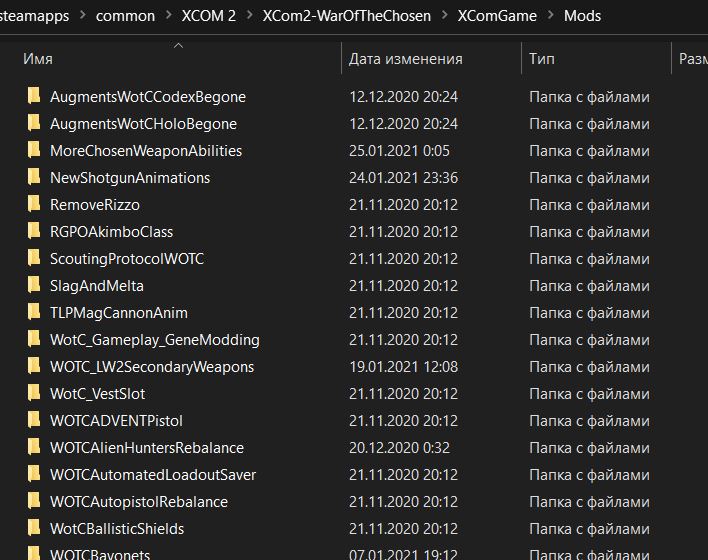 steamapps > common > XCOM 2 > XCom2-WarOfTheChosen > XComGame > Mods
Имя Дата изменения Тип Разм
AugmentsWotCCodexBegone 12.12.2020 20:24 Папка с файлами
AugmentsWotCHoloBegone 12.12.2020 20:24 Папка с файлами
MoreChosenWeaponAbilities 25.01.2021 0:05 Папка с файлами
NewShotgunAnimations 24.01.2021 23:36 Папка с файлами
RemoveRizzo 21.11.2020 20:12 Папка с файлами
RGPOAkimboClass 21.11.2020 20:12 Папка с файлами
ScoutingProtocolWOTC 21.11.2020 20:12 Папка с файлами
SlagAndMelta 21.11.2020 20:12 Папка с файлами
TLPMagCannonAnim 21.11.2020 20:12 Папка с файлами
WotC_Gameplay_GeneModding 21.11.2020 20:12 Папка с файлами
WOTC_LW2SecondaryWeapons 19.01.2021 12:08 Папка с файлами
WotC_VestSlot 21.11.2020 20:12 Папка с файлами
WOTCADVENTPistol 21.11.2020 20:12 Папка с файлами
WOTCAlienHuntersRebalance 20.12.2020 0:32 Папка с файлами
WOTCAutomatedLoadoutSaver 21.11.2020 20:12 Папка с файлами
WOTCAutopistolRebalance 21.11.2020 20:12 Папка с файлами
WotCBallisticShields 21.11.2020 20:12 Папка с файлами
WOTCBayonets 07.01.2021 19:12 Папка с файлами